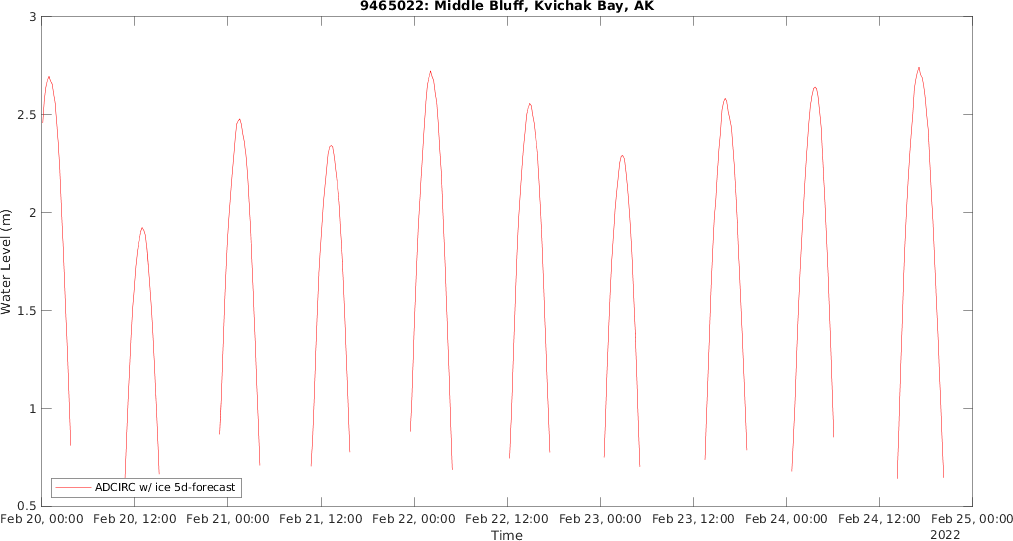 9465022: Middle Bluff, Kvichak Bay, AK
3
2.5
2
1.5
1
0.5
Water Level (m)
ADCIRC w/ ice 5d-forecast
Feb 20, 00:00 Feb 20, 12:00 Feb 21, 00:00 Feb 21, 12:00 Feb 22, 00:00 Feb 22, 12:00 Feb 23, 00:00 Feb 23, 12:00 Feb 24, 00:00 Feb 24, 12:00 Feb 25, 00:00
Time
2022